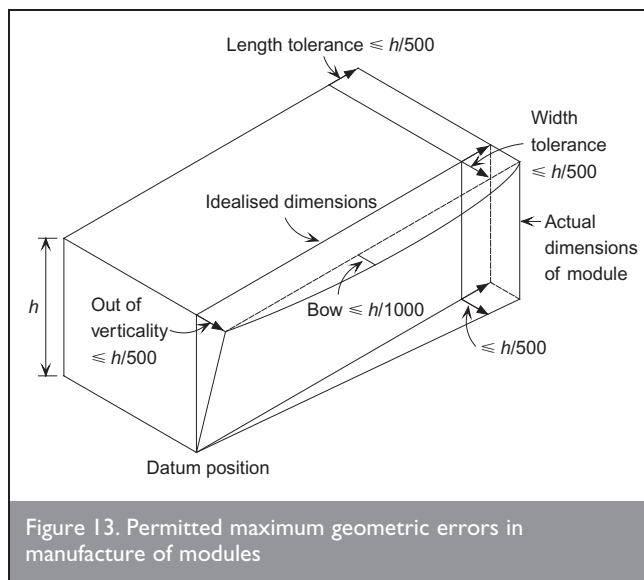 Length tolerance ≤ h/500
Width
tolerance
≤ h/500
Idealised dimensions
Actual
dimensions
of module
h
Out of
verticality
≤ h/500
Bow ≤ h/1000
≤ h/500
Datum position
Figure 13. Permitted maximum geometric errors in
manufacture of modules